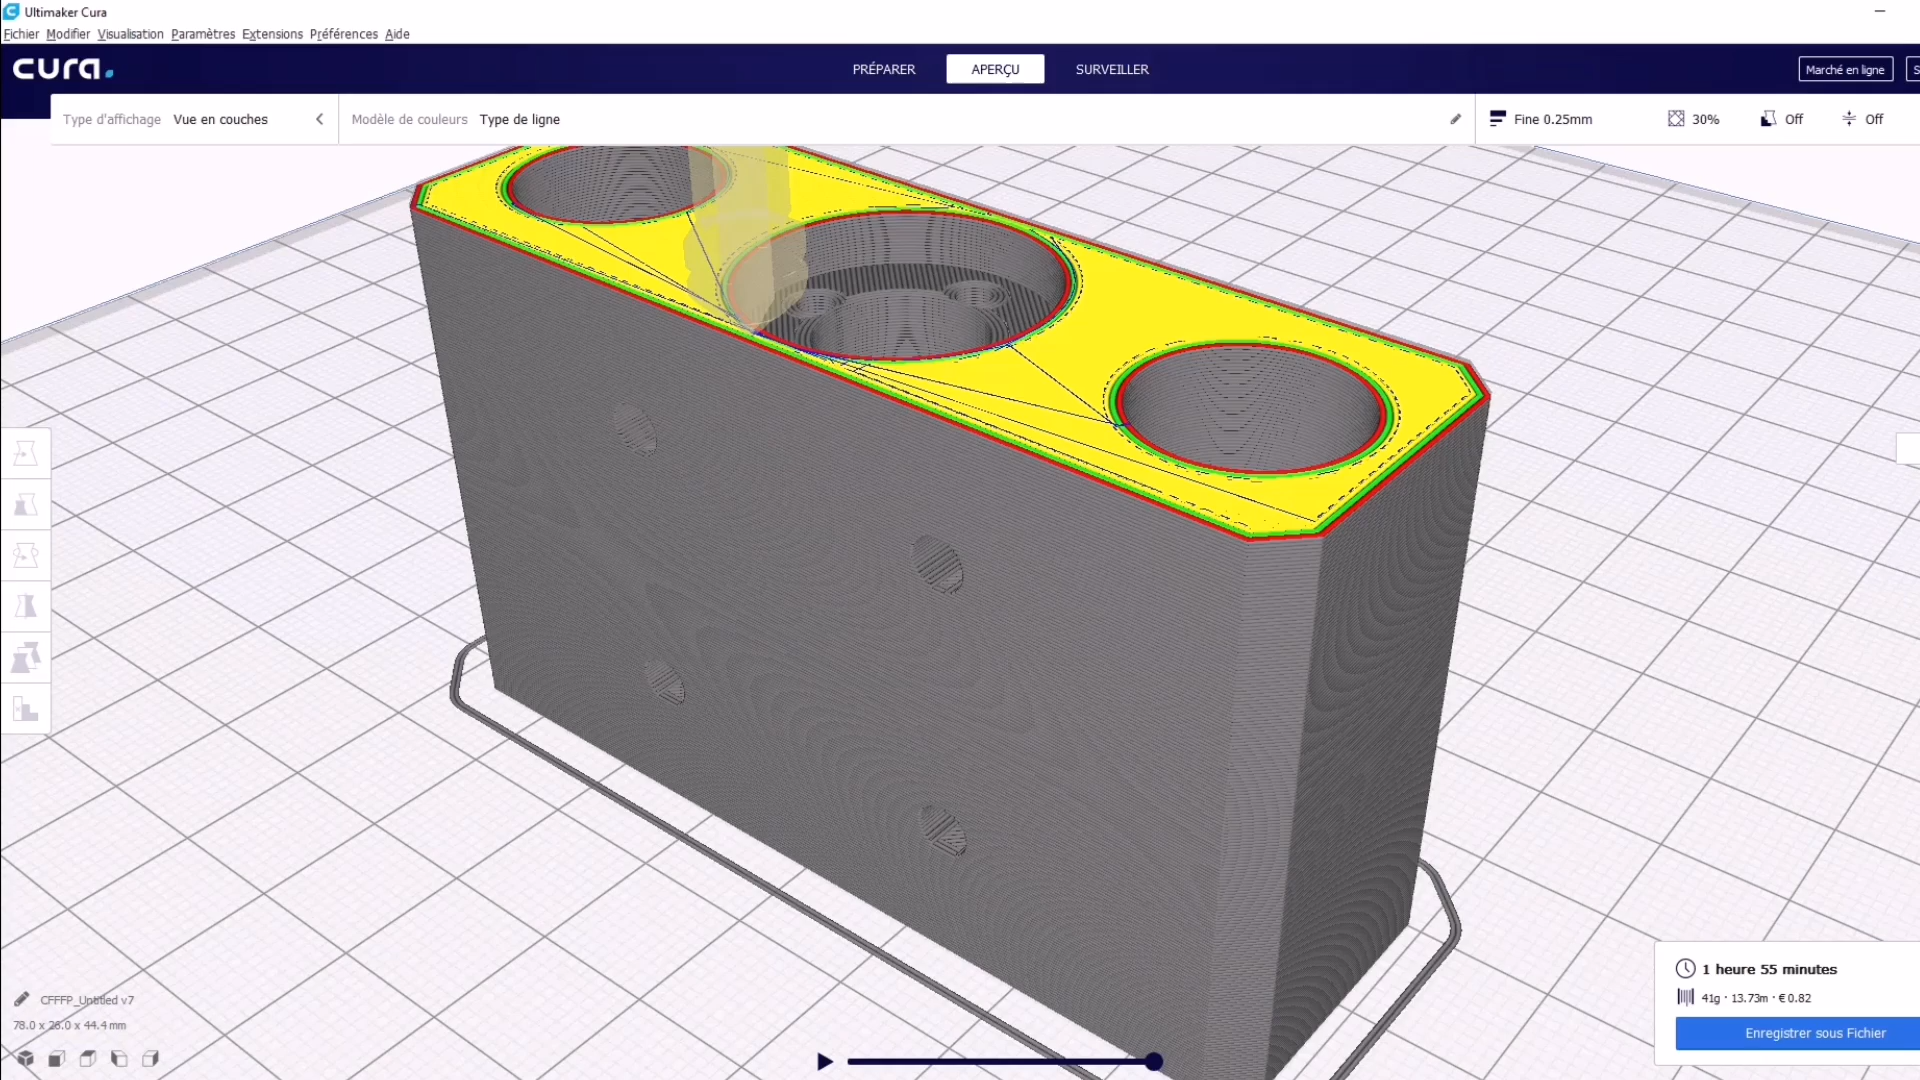 Ultimaker Cura
Fichier Modifier Visualisation Paramètres Extensions Préférences Aide
cura.
PRÉPARER APERÇU SURVEILLER
Marché en ligne
S
Type d'affichage Vue en couches
Modèle de couleurs Type de ligne
Fine 0.25mm 30% Off Off
CFFFP_Untitled v7
78.0 x 26.0 x 44.4 mm
1 heure 55 minutes
41g · 13.73m · € 0.82
Enregistrer sous Fichier